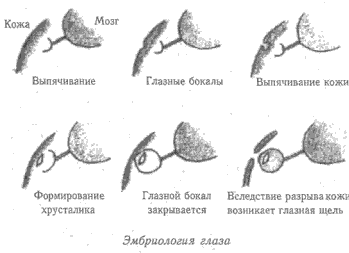 Кожа
Мозг
Выпячивание
Глазные бокалы
Выпячивание кожи
Формирование
хрусталика
Глазной бокал
закрывается
Вследствие разрыва кожи
возникает глазная щель
Эмбриология глаза